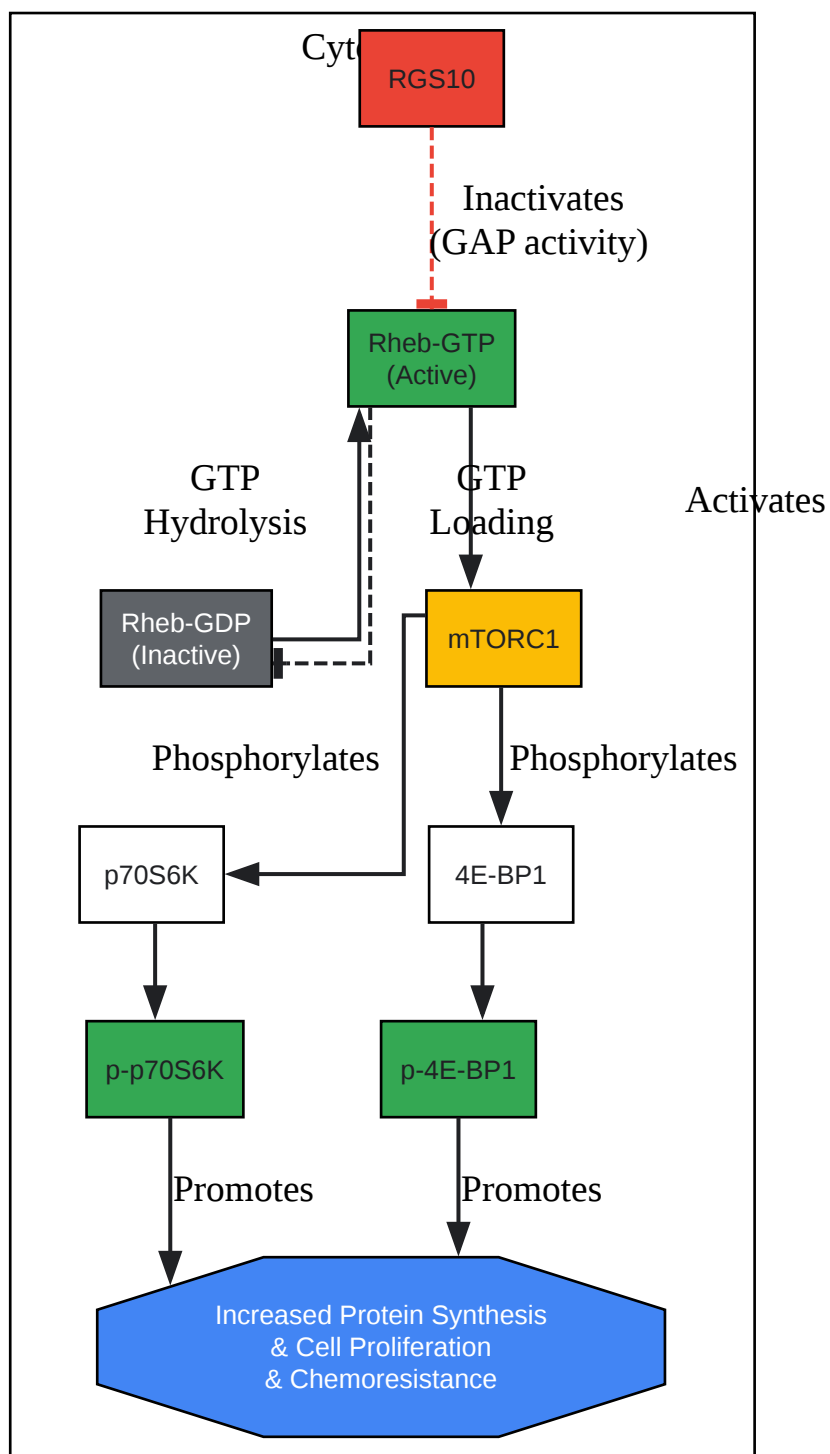 Cyto
RGS10
Inactivates
(GAP activity)
Rheb-GTP
(Active)
GTP
Hydrolysis
GTP
Loading
Activates
Rheb-GDP
(Inactive)
mTORC1
Phosphorylates
Phosphorylates
p70S6K
4E-BP1
p-p70S6K
p-4E-BP1
Promotes
Promotes
Increased Protein Synthesis
& Cell Proliferation
& Chemoresistance